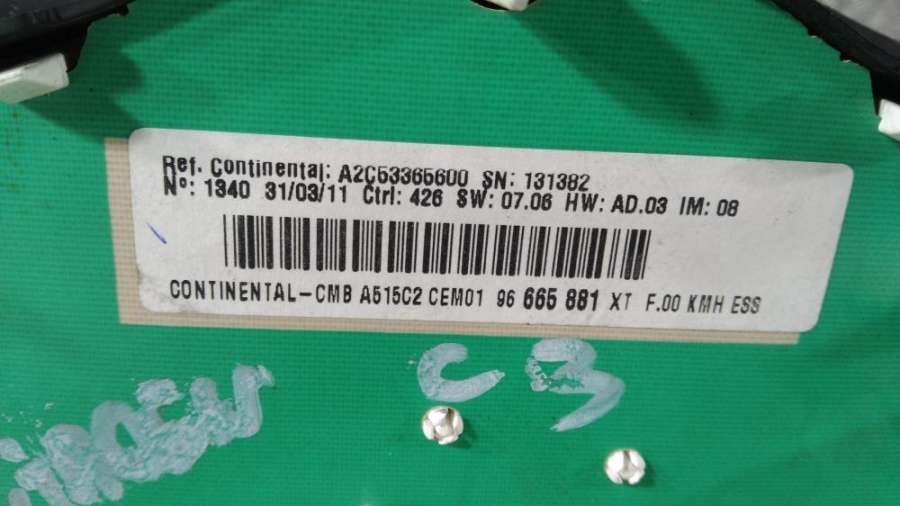 Ref. Continental: A2C53365600 SN: 131382
Nº: 1340 31/03/11 Ctrl: 426 SW: 07.06 HW: AD.03 IM: 08
CONTINENTAL-CMB A515C2 CEM01 96 665 881 XT F.00 KMH ESS
C3